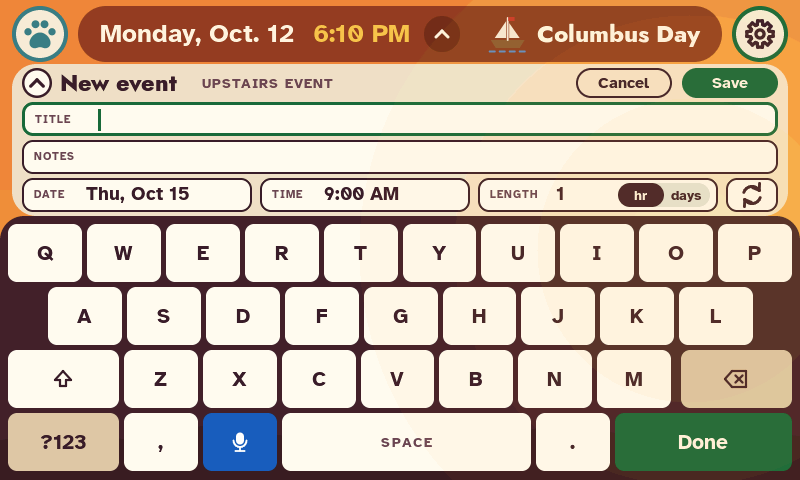 Monday, Oct. 12 6:10 PM Columbus Day
New event UPSTAIRS EVENT Cancel Save
TITLE
NOTES
DATE Thu, Oct 15 TIME 9:00 AM LENGTH 1 hr days
Q W E R T Y U I O P
A S D F G H J K L
Z X C V B N M
?123 , SPACE . Done